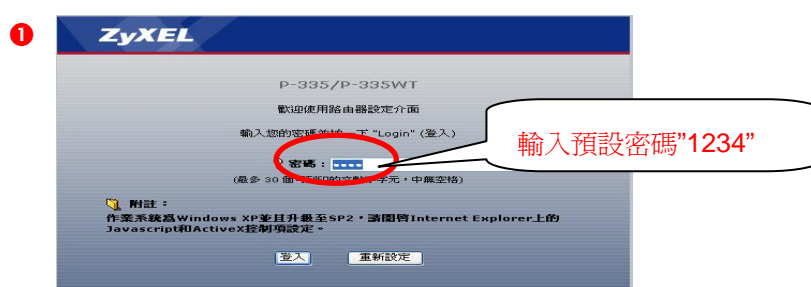 ❶
ZyXEL
P-335/P-335WT
歡迎使用路由器設定介面
輸入您的密碼並按一下 "Login" (登入)
密碼：
輸入預設密碼"1234"
(最多 30 個 字元，中無空格)
附註：
作業系統為Windows XP並且升級至SP2，請開啓Internet Explorer上的
Javascript和ActiveX控制項設定。
登入 重新設定